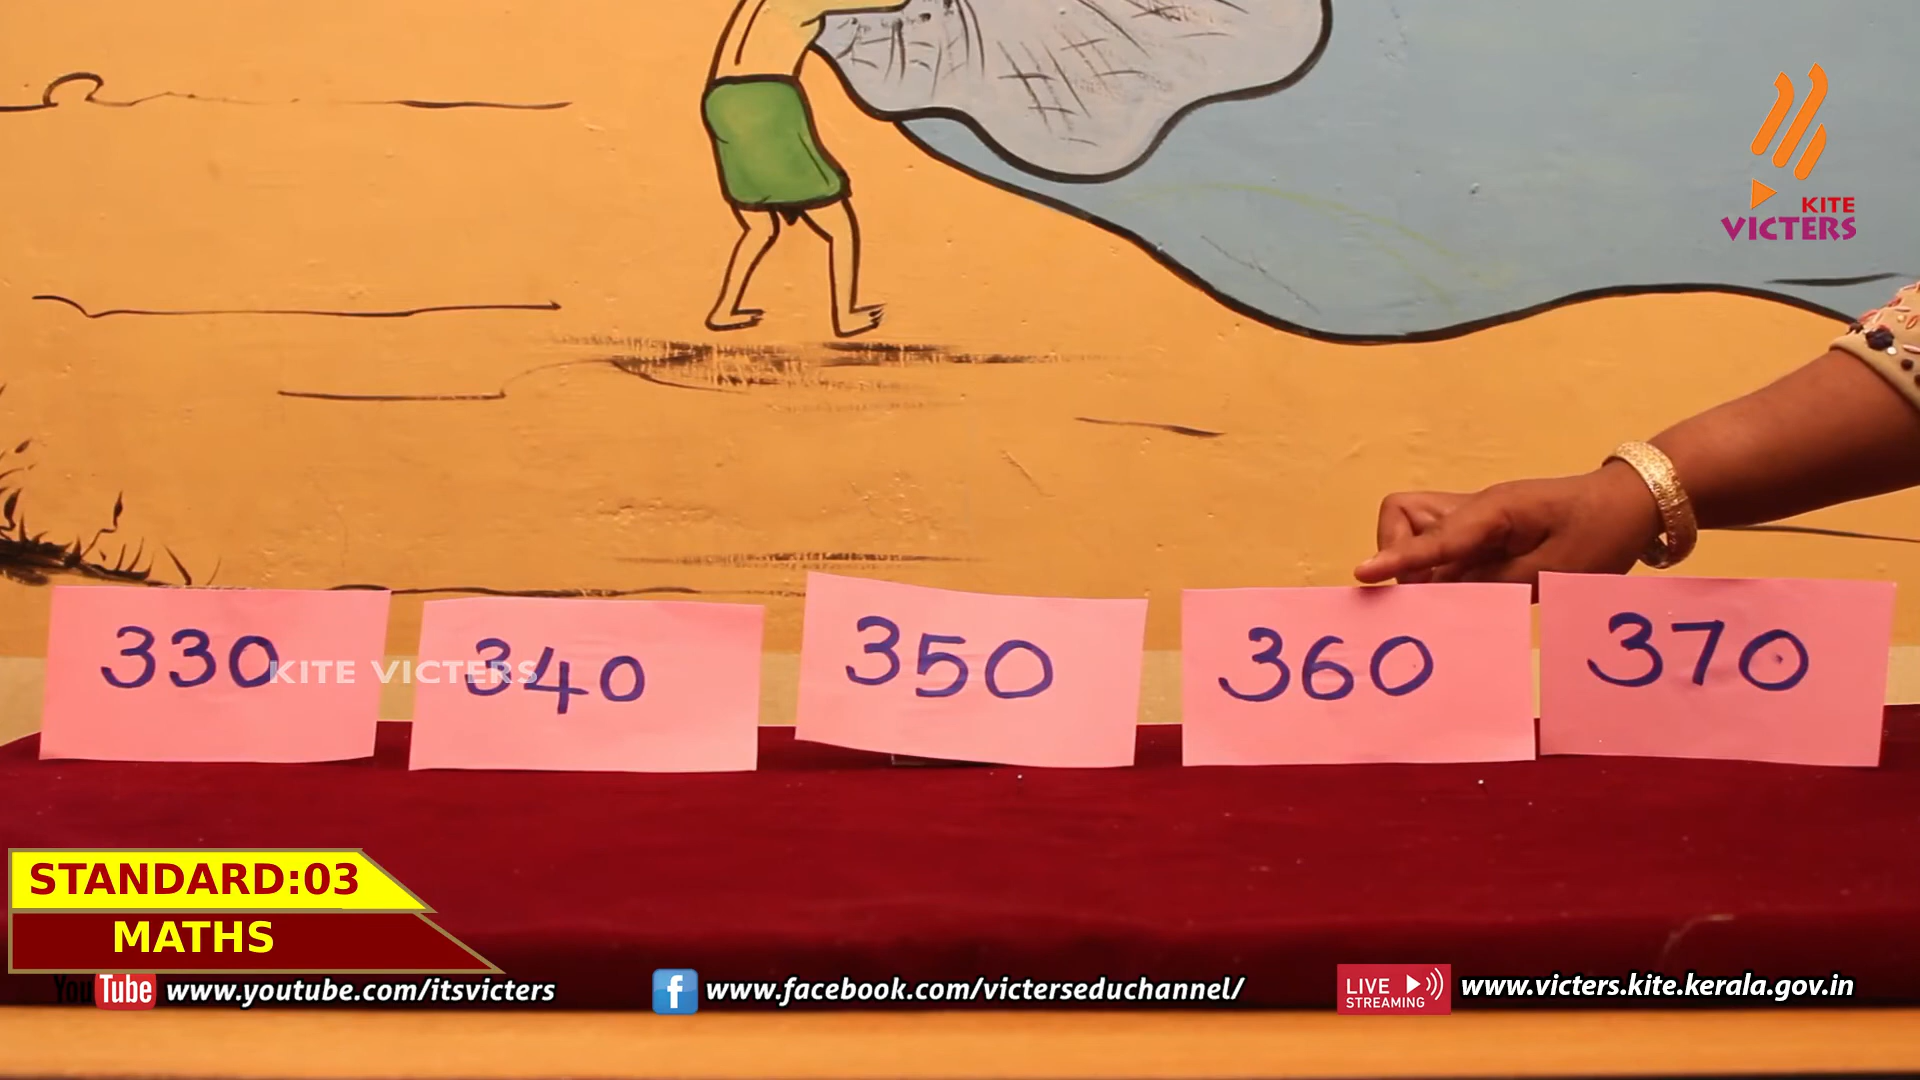 KITE
VICTERS
330
340
350
360
370
KITE VICTERS
STANDARD:03
MATHS
YouTube www.youtube.com/itsvicters
f www.facebook.com/victerseduchannel/
LIVE STREAMING www.victers.kite.kerala.gov.in